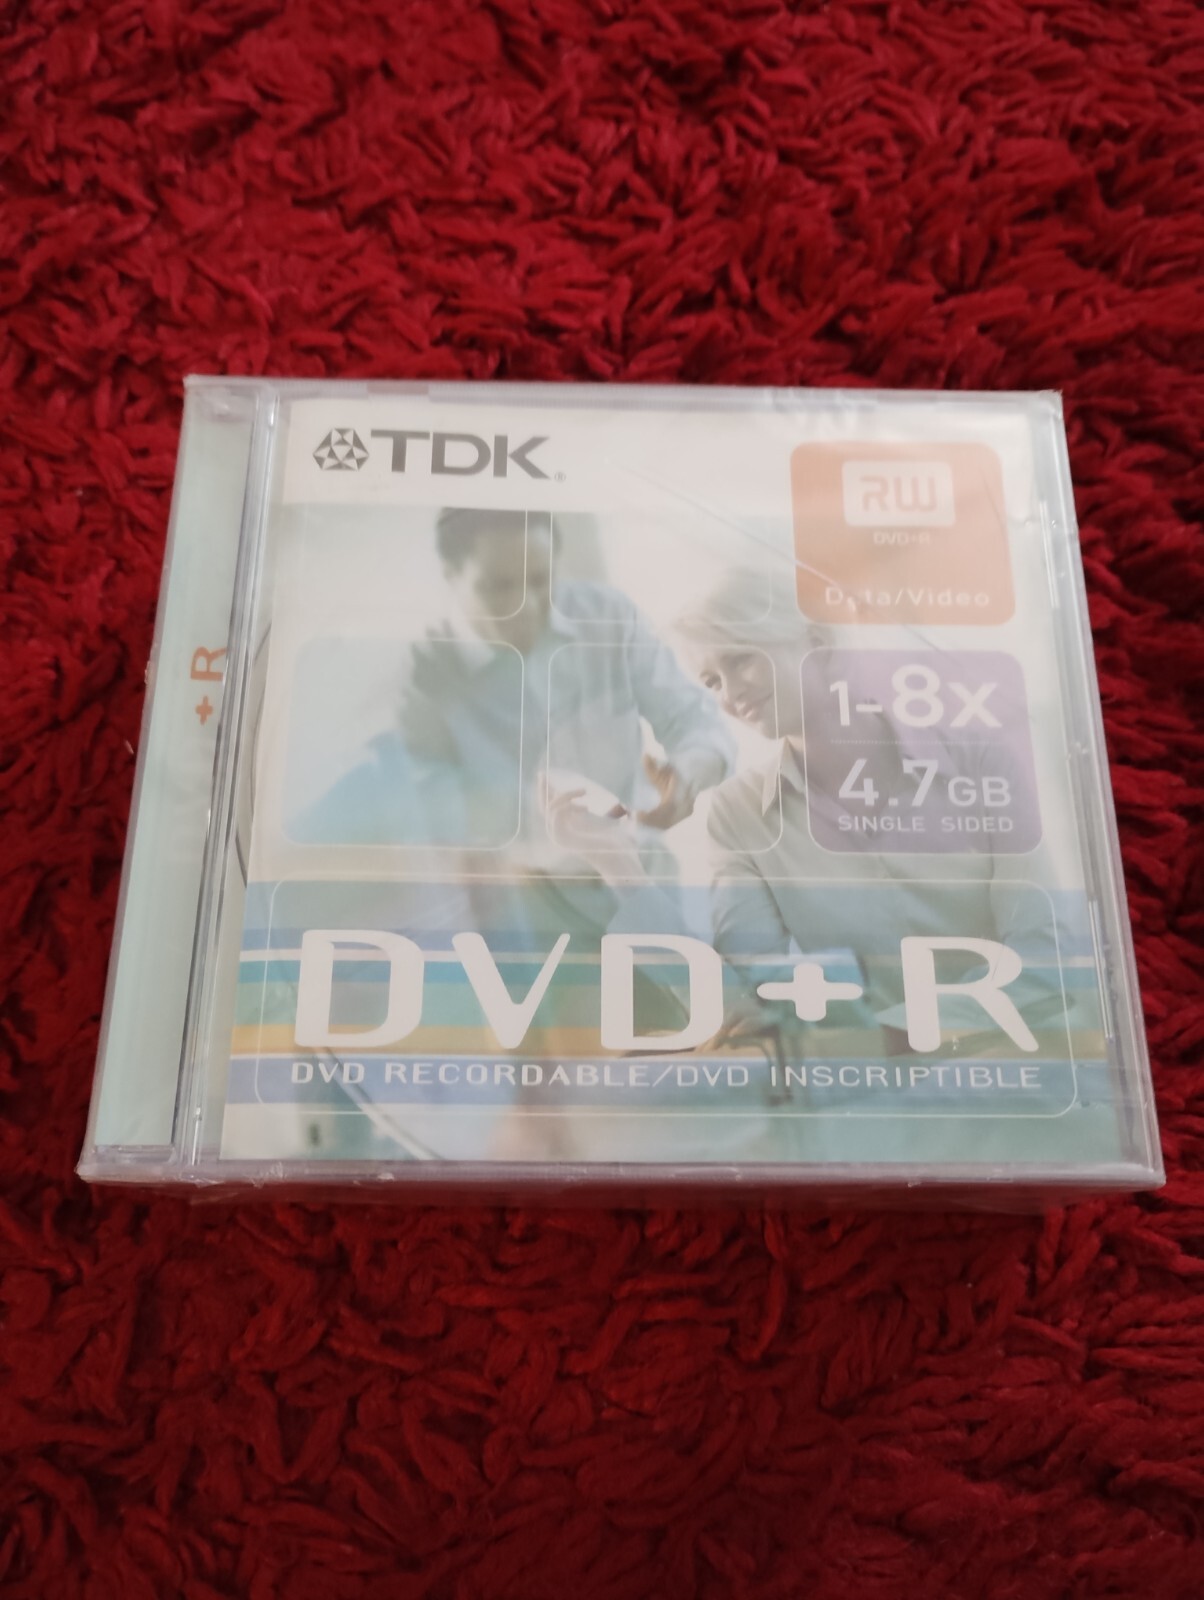 TDK®
RW
DVD+R
Data/Video
1-8x
4.7GB
SINGLE SIDED
DVD+R
DVD RECORDABLE/DVD INSCRIPTIBLE
+R